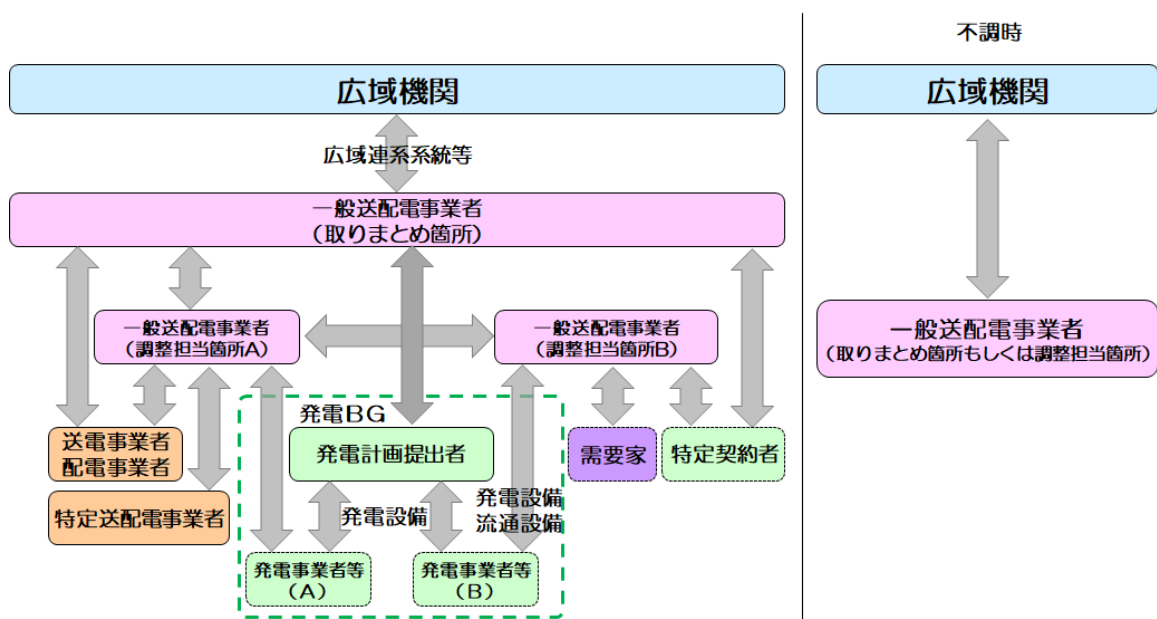 不調時
広域機関
広域機関
広域連系系統等
一般送配電事業者
（取りまとめ箇所）
一般送配電事業者
（調整担当箇所A）
一般送配電事業者
（調整担当箇所B）
一般送配電事業者
（取りまとめ箇所もしくは調整担当箇所）
発電BG
送電事業者
配電事業者
発電計画提出者
需要家
特定契約者
特定送配電事業者
発電設備
発電設備
流通設備
発電事業者等
（A）
発電事業者等
（B）